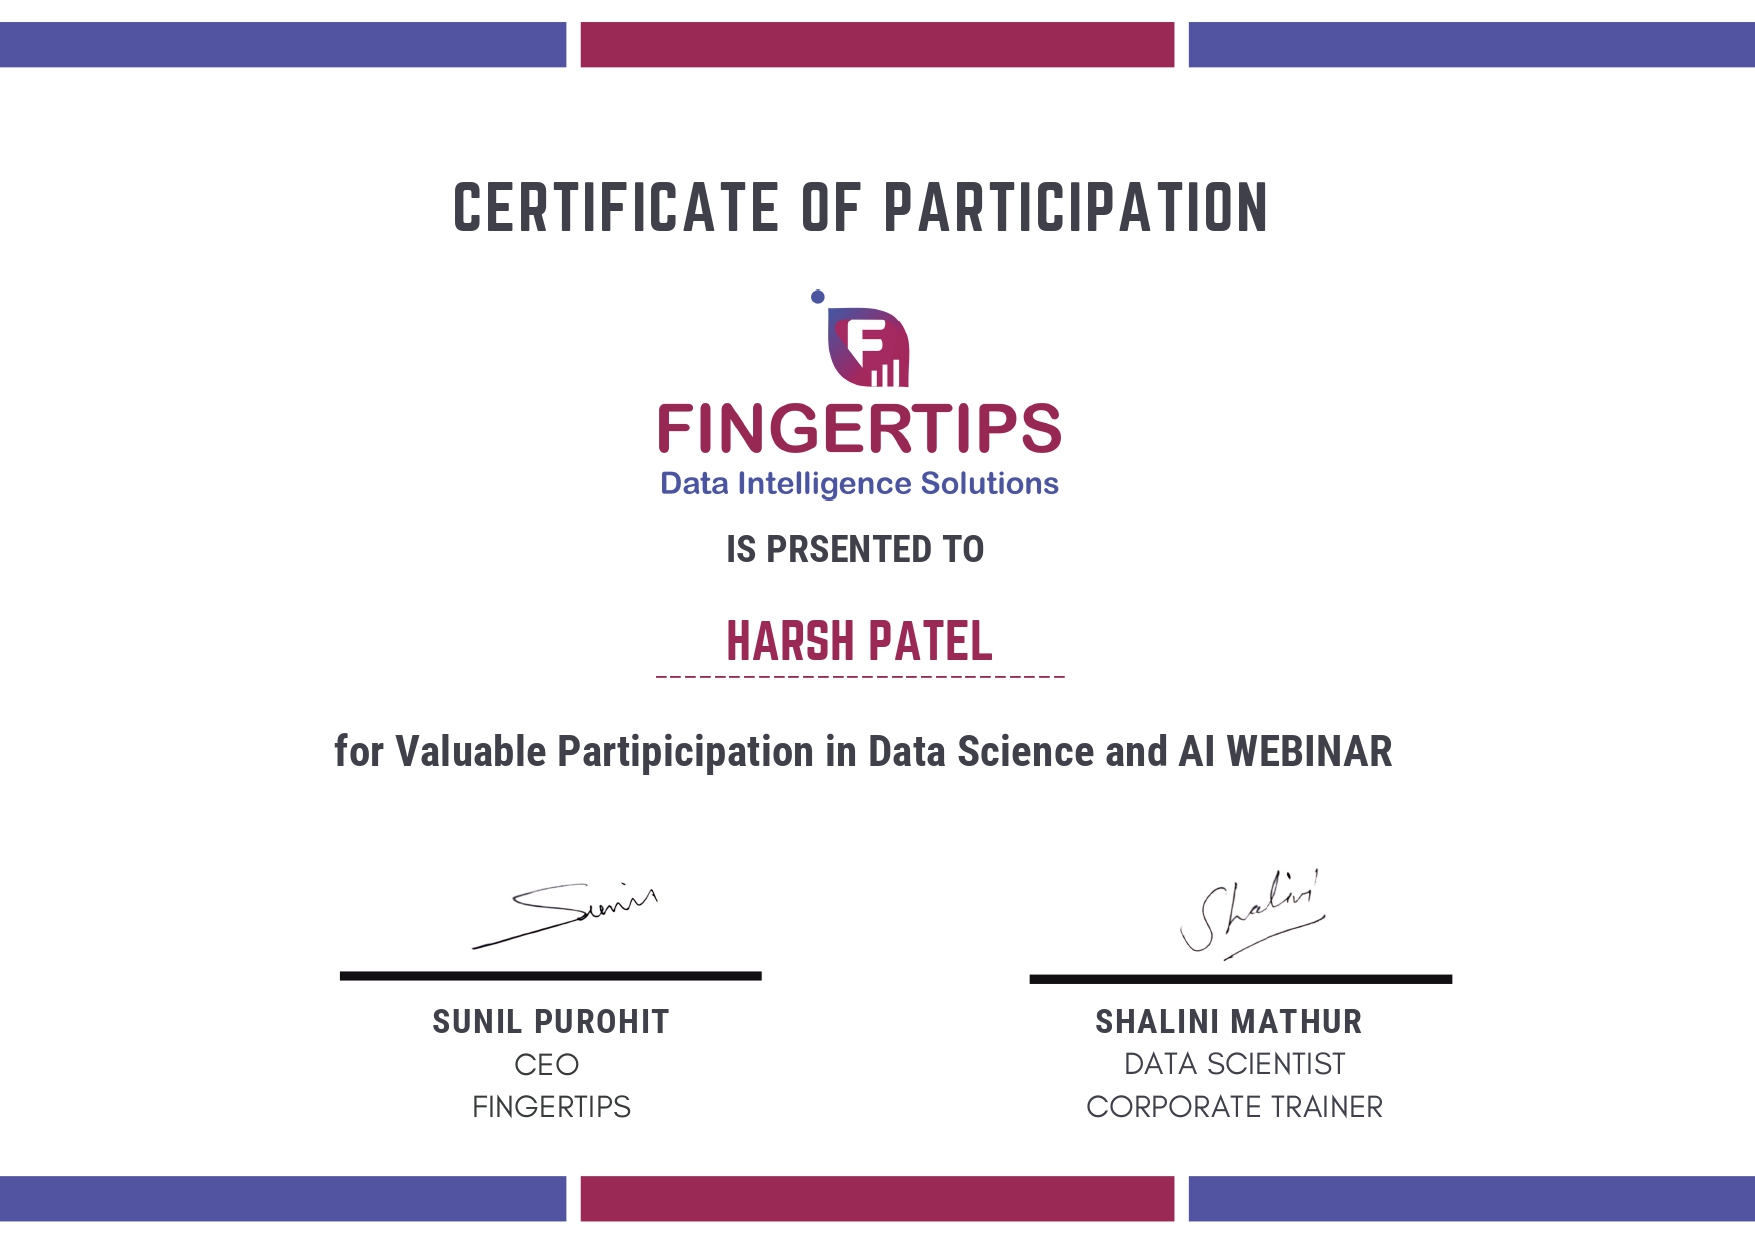 CERTIFICATE OF PARTICIPATION
F
FINGERTIPS
Data Intelligence Solutions
IS PRSENTED TO
HARSH PATEL
for Valuable Partipicipation in Data Science and AI WEBINAR
Sunil
Shalini
SUNIL PUROHIT
CEO
FINGERTIPS
SHALINI MATHUR
DATA SCIENTIST
CORPORATE TRAINER